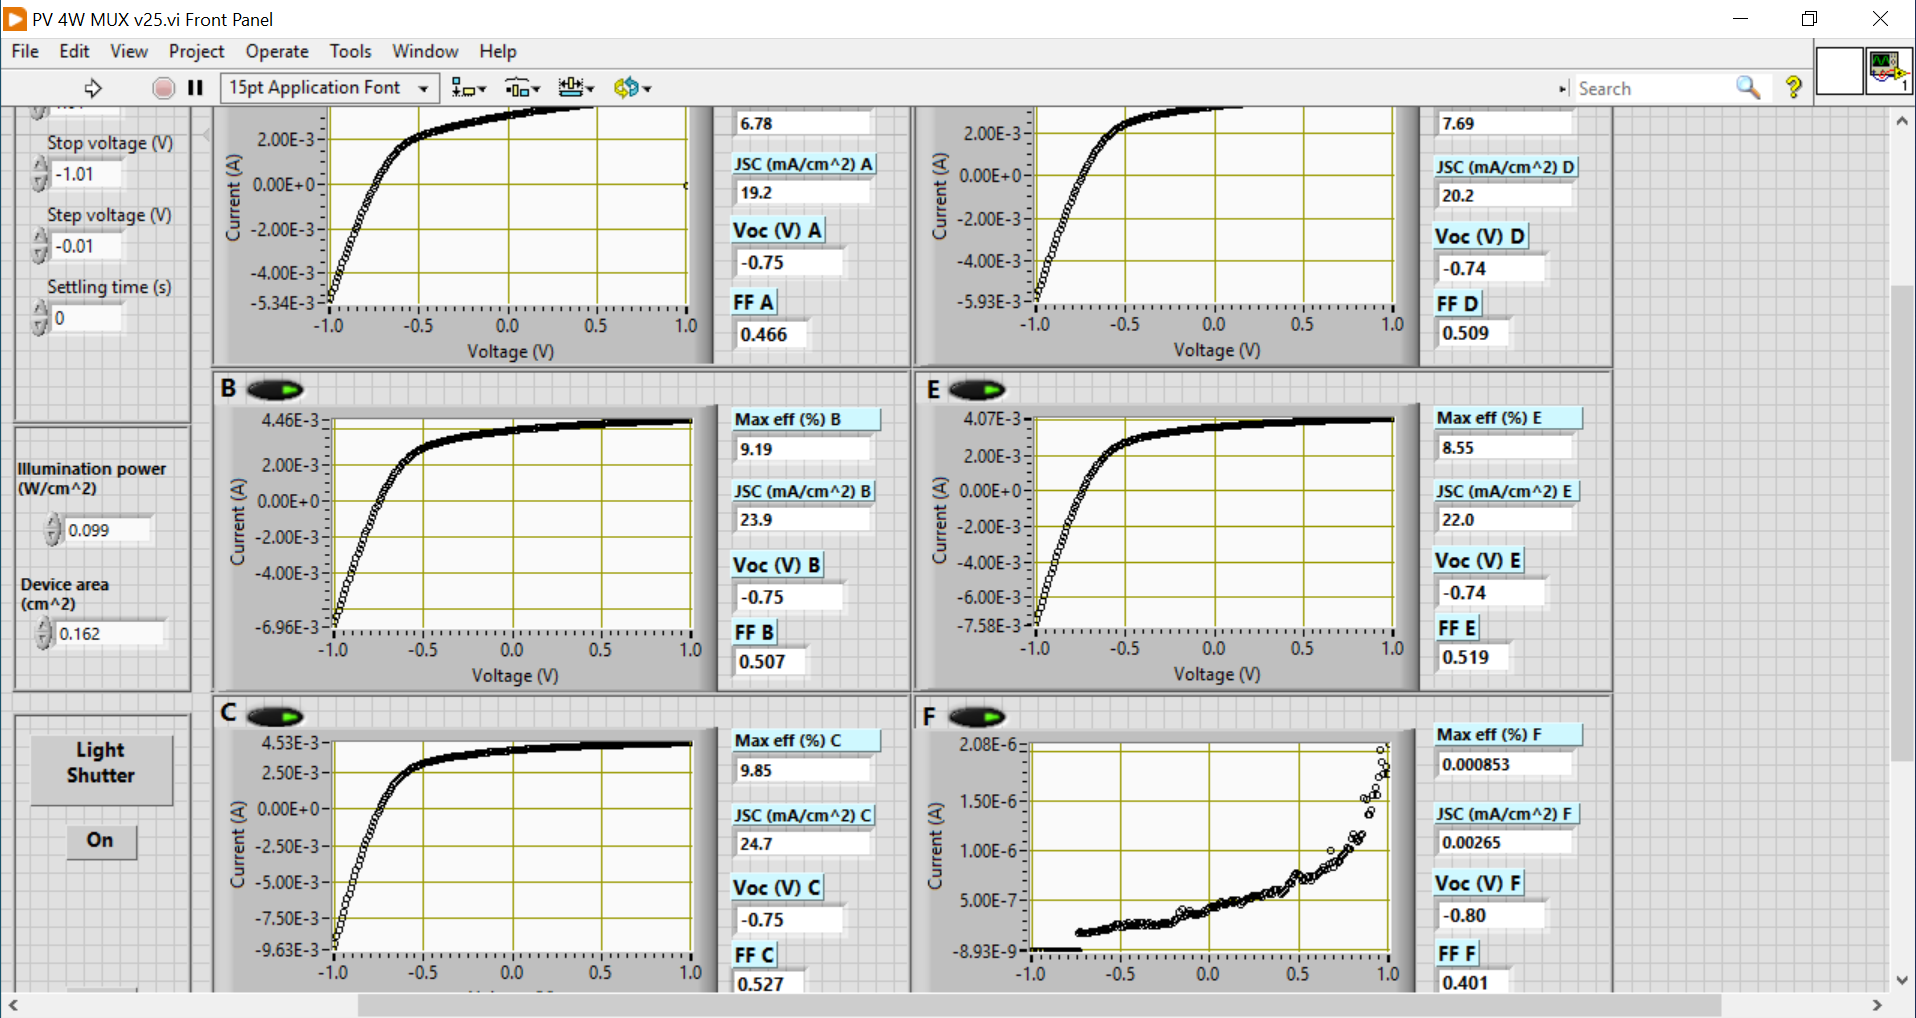 PV 4W MUX v25.vi Front Panel
File Edit View Project Operate Tools Window Help
15pt Application Font
Search
1
Stop voltage (V)
-1.01
Step voltage (V)
-0.01
Settling time (s)
0
Illumination power
(W/cm^2)
0.099
Device area
(cm^2)
0.162
Light
Shutter
On
Current (A)
2.00E-3
0.00E+0
-2.00E-3
-4.00E-3
-5.34E-3
-1.0 -0.5 0.0 0.5 1.0
Voltage (V)
6.78
JSC (mA/cm^2) A
19.2
Voc (V) A
-0.75
FF A
0.466
Current (A)
2.00E-3
0.00E+0
-2.00E-3
-4.00E-3
-5.93E-3
-1.0 -0.5 0.0 0.5 1.0
Voltage (V)
7.69
JSC (mA/cm^2) D
20.2
Voc (V) D
-0.74
FF D
0.509
B
Current (A)
4.46E-3
2.00E-3
0.00E+0
-2.00E-3
-4.00E-3
-6.96E-3
-1.0 -0.5 0.0 0.5 1.0
Voltage (V)
Max eff (%) B
9.19
JSC (mA/cm^2) B
23.9
Voc (V) B
-0.75
FF B
0.507
E
Current (A)
4.07E-3
2.00E-3
0.00E+0
-2.00E-3
-4.00E-3
-6.00E-3
-7.58E-3
-1.0 -0.5 0.0 0.5 1.0
Voltage (V)
Max eff (%) E
8.55
JSC (mA/cm^2) E
22.0
Voc (V) E
-0.74
FF E
0.519
C
Current (A)
4.53E-3
2.50E-3
0.00E+0
-2.50E-3
-5.00E-3
-7.50E-3
-9.63E-3
-1.0 -0.5 0.0 0.5 1.0
Max eff (%) C
9.85
JSC (mA/cm^2) C
24.7
Voc (V) C
-0.75
FF C
0.527
F
Current (A)
2.08E-6
1.50E-6
1.00E-6
5.00E-7
-8.93E-9
-1.0 -0.5 0.0 0.5 1.0
Max eff (%) F
0.000853
JSC (mA/cm^2) F
0.00265
Voc (V) F
-0.80
FF F
0.401